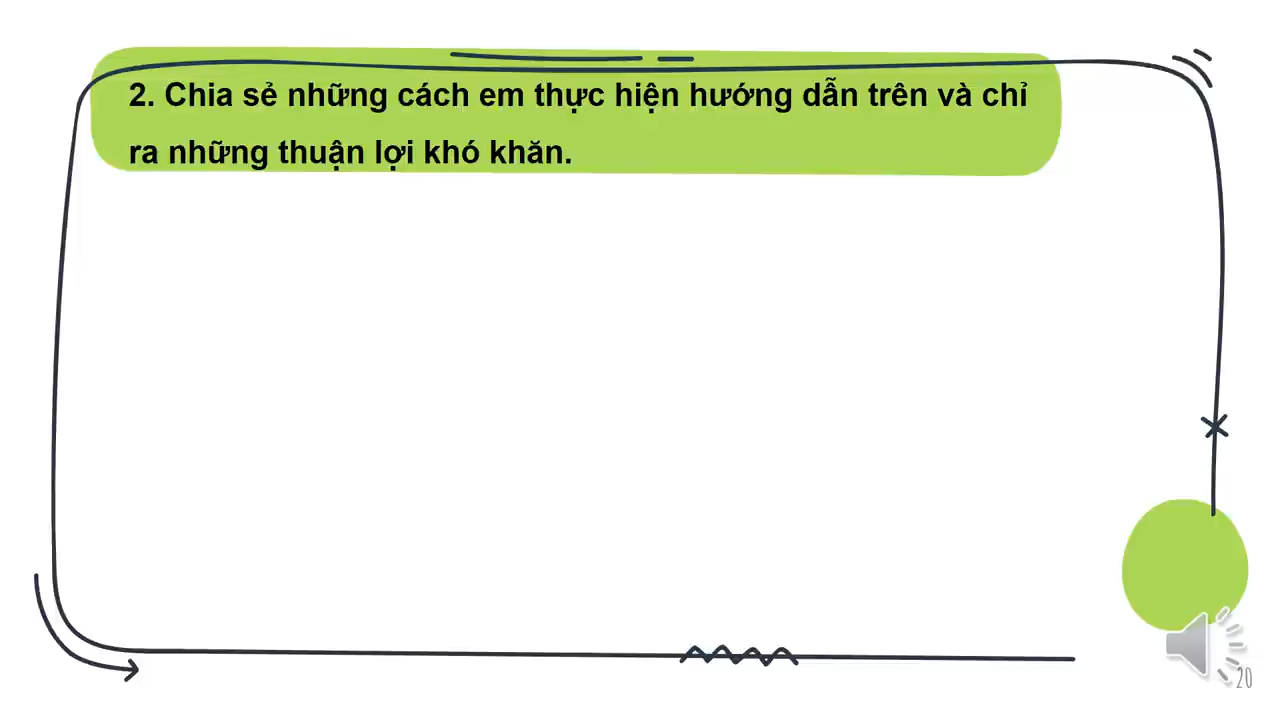 2. Chia sẻ những cách em thực hiện hướng dẫn trên và chỉ
ra những thuận lợi khó khăn.
20